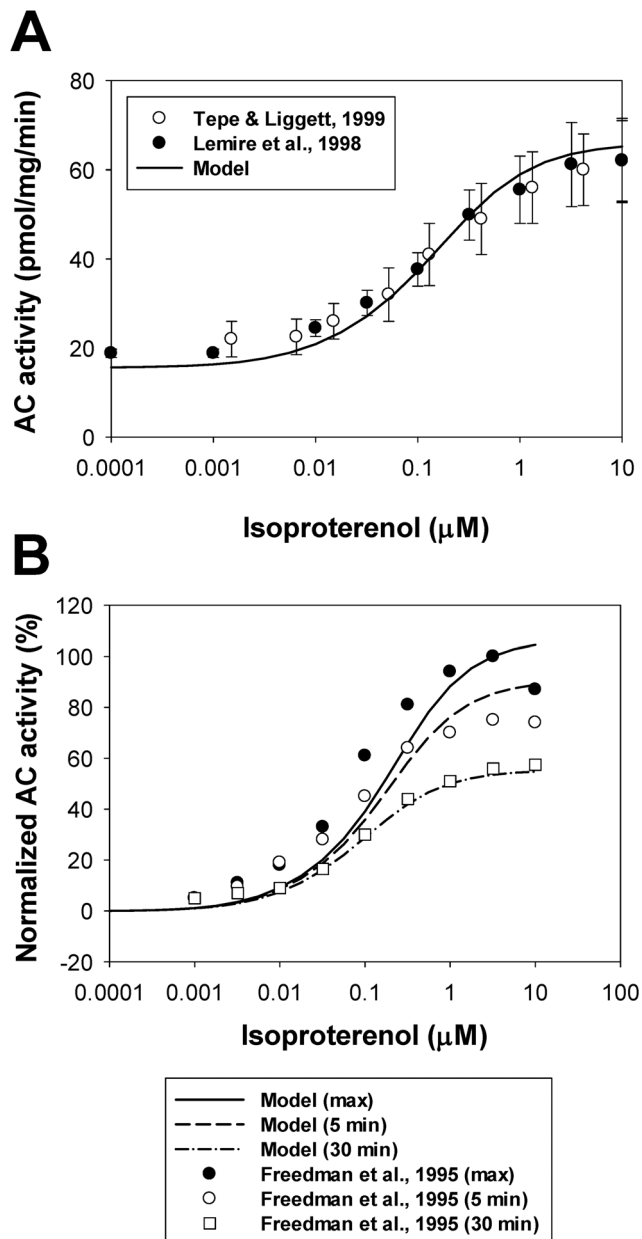 A
AC activity (pmol/mg/min)
80
60
40
20
0
Tepe & Liggett, 1999
Lemire et al., 1998
Model
0.0001 0.001 0.01 0.1 1 10
Isoproterenol (μM)
B
Normalized AC activity (%)
120
100
80
60
40
20
0
-20
0.0001 0.001 0.01 0.1 1 10 100
Isoproterenol (μM)
Model (max)
Model (5 min)
Model (30 min)
Freedman et al., 1995 (max)
Freedman et al., 1995 (5 min)
Freedman et al., 1995 (30 min)